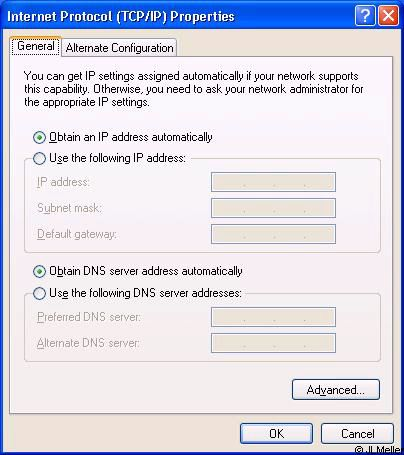 Internet Protocol (TCP/IP) Properties
General
Alternate Configuration
You can get IP settings assigned automatically if your network supports
this capability. Otherwise, you need to ask your network administrator for
the appropriate IP settings.
Obtain an IP address automatically
Use the following IP address:
IP address:
Subnet mask:
Default gateway:
Obtain DNS server address automatically
Use the following DNS server addresses:
Preferred DNS server:
Alternate DNS server:
Advanced...
OK
Cancel